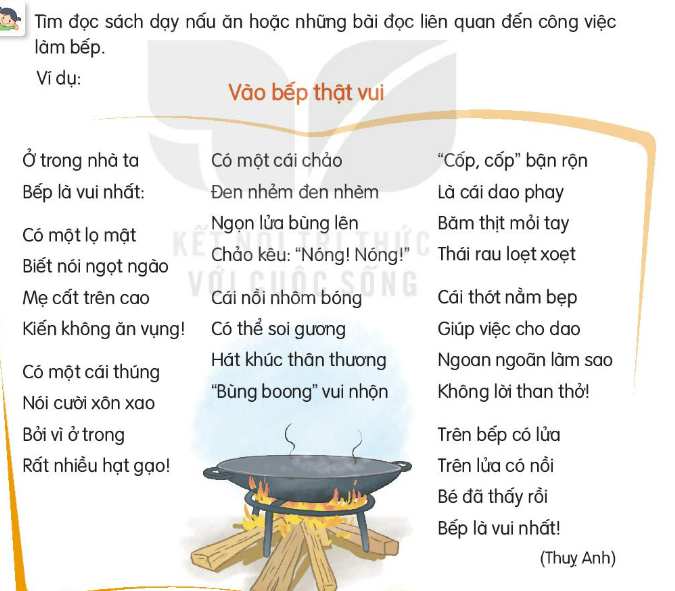 Tìm đọc sách dạy nấu ăn hoặc những bài đọc liên quan đến công việc
làm bếp.
Ví dụ:
Vào bếp thật vui
Ở trong nhà ta
Bếp là vui nhất:
Có một lọ mật
Biết nói ngọt ngào
Mẹ cất trên cao
Kiến không ăn vụng!
Có một cái thúng
Nói cười xôn xao
Bởi vì ở trong
Rất nhiều hạt gạo!
Có một cái chảo
Đen nhẻm đen nhèm
Ngọn lửa bùng lên
Chảo kêu: “Nóng! Nóng!”
Cái nồi nhôm bóng
Có thể soi gương
Hát khúc thân thương
“Bùng boong” vui nhộn
“Cốp, cốp” bận rộn
Là cái dao phay
Băm thịt mỏi tay
Thái rau loẹt xoẹt
Cái thớt nằm bẹp
Giúp việc cho dao
Ngoan ngoãn làm sao
Không lời than thở!
Trên bếp có lửa
Trên lửa có nồi
Bé đã thấy rồi
Bếp là vui nhất!
(Thuỵ Anh)
KẾT NỐI TRI THỨC
VỚI CUỘC SỐNG